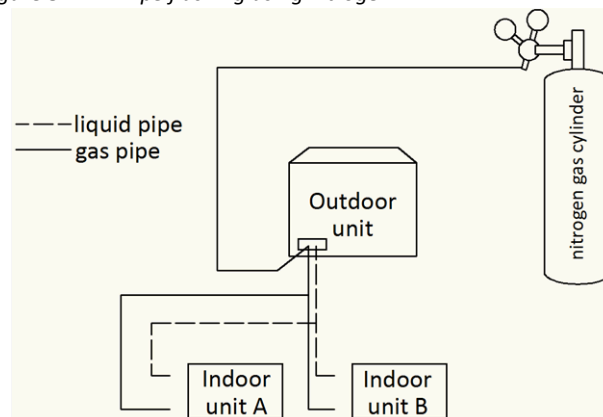 liquid pipe
gas pipe
Outdoor
unit
nitrogen gas cylinder
Indoor
unit A
Indoor
unit B